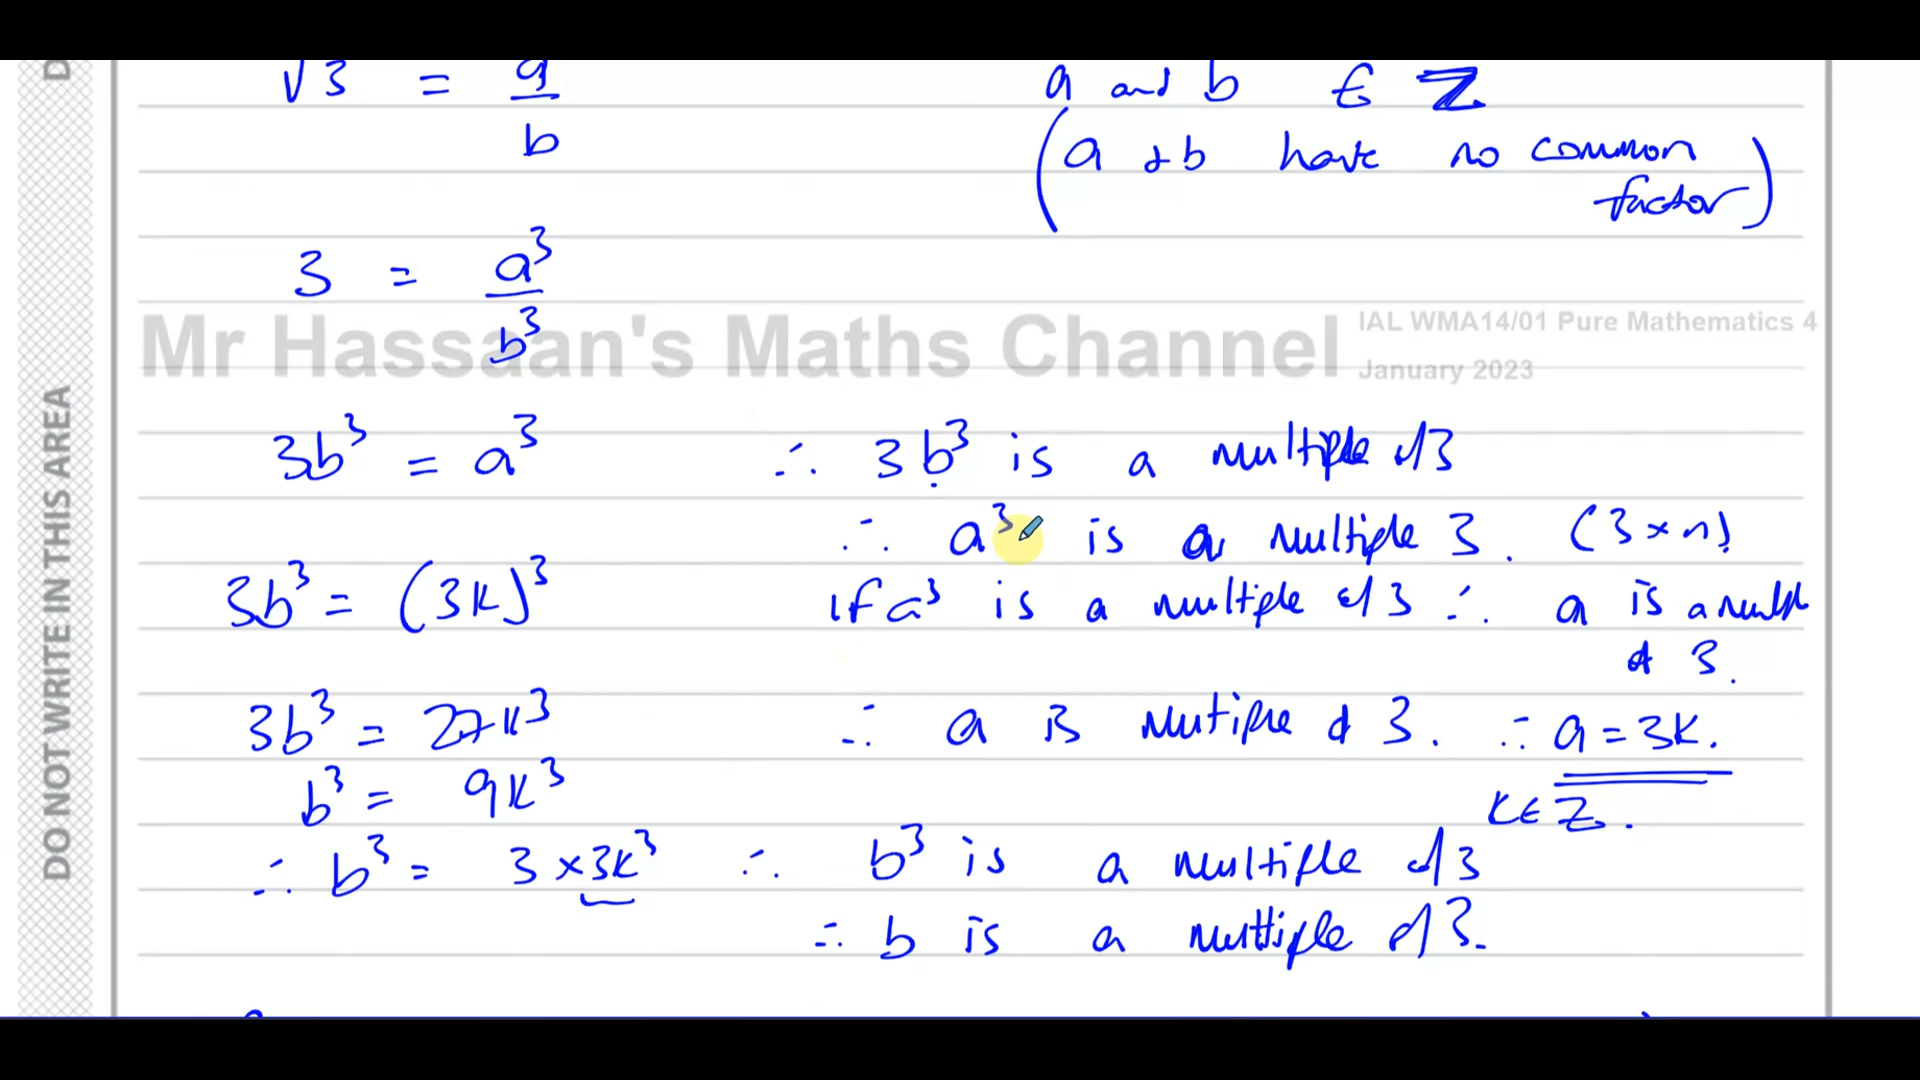 √3 = a/b
a and b ∈ ℤ
(a & b have no common factor)
3 = a³/b³
Mr Hassaan's Maths Channel
IAL WMA14/01 Pure Mathematics 4
January 2023
3b³ = a³ ∴ 3b³ is a multiple of 3
∴ a³ is a multiple 3. (3 × n)
3b³ = (3k)³ if a³ is a multiple of 3 ∴ a is a mult
of 3.
3b³ = 27k³ ∴ a is multiple of 3. ∴ a = 3k.
b³ = 9k³ k ∈ ℤ.
∴ b³ = 3 × 3k³ ∴ b³ is a multiple of 3
∴ b is a multiple of 3.
DO NOT WRITE IN THIS AREA
D